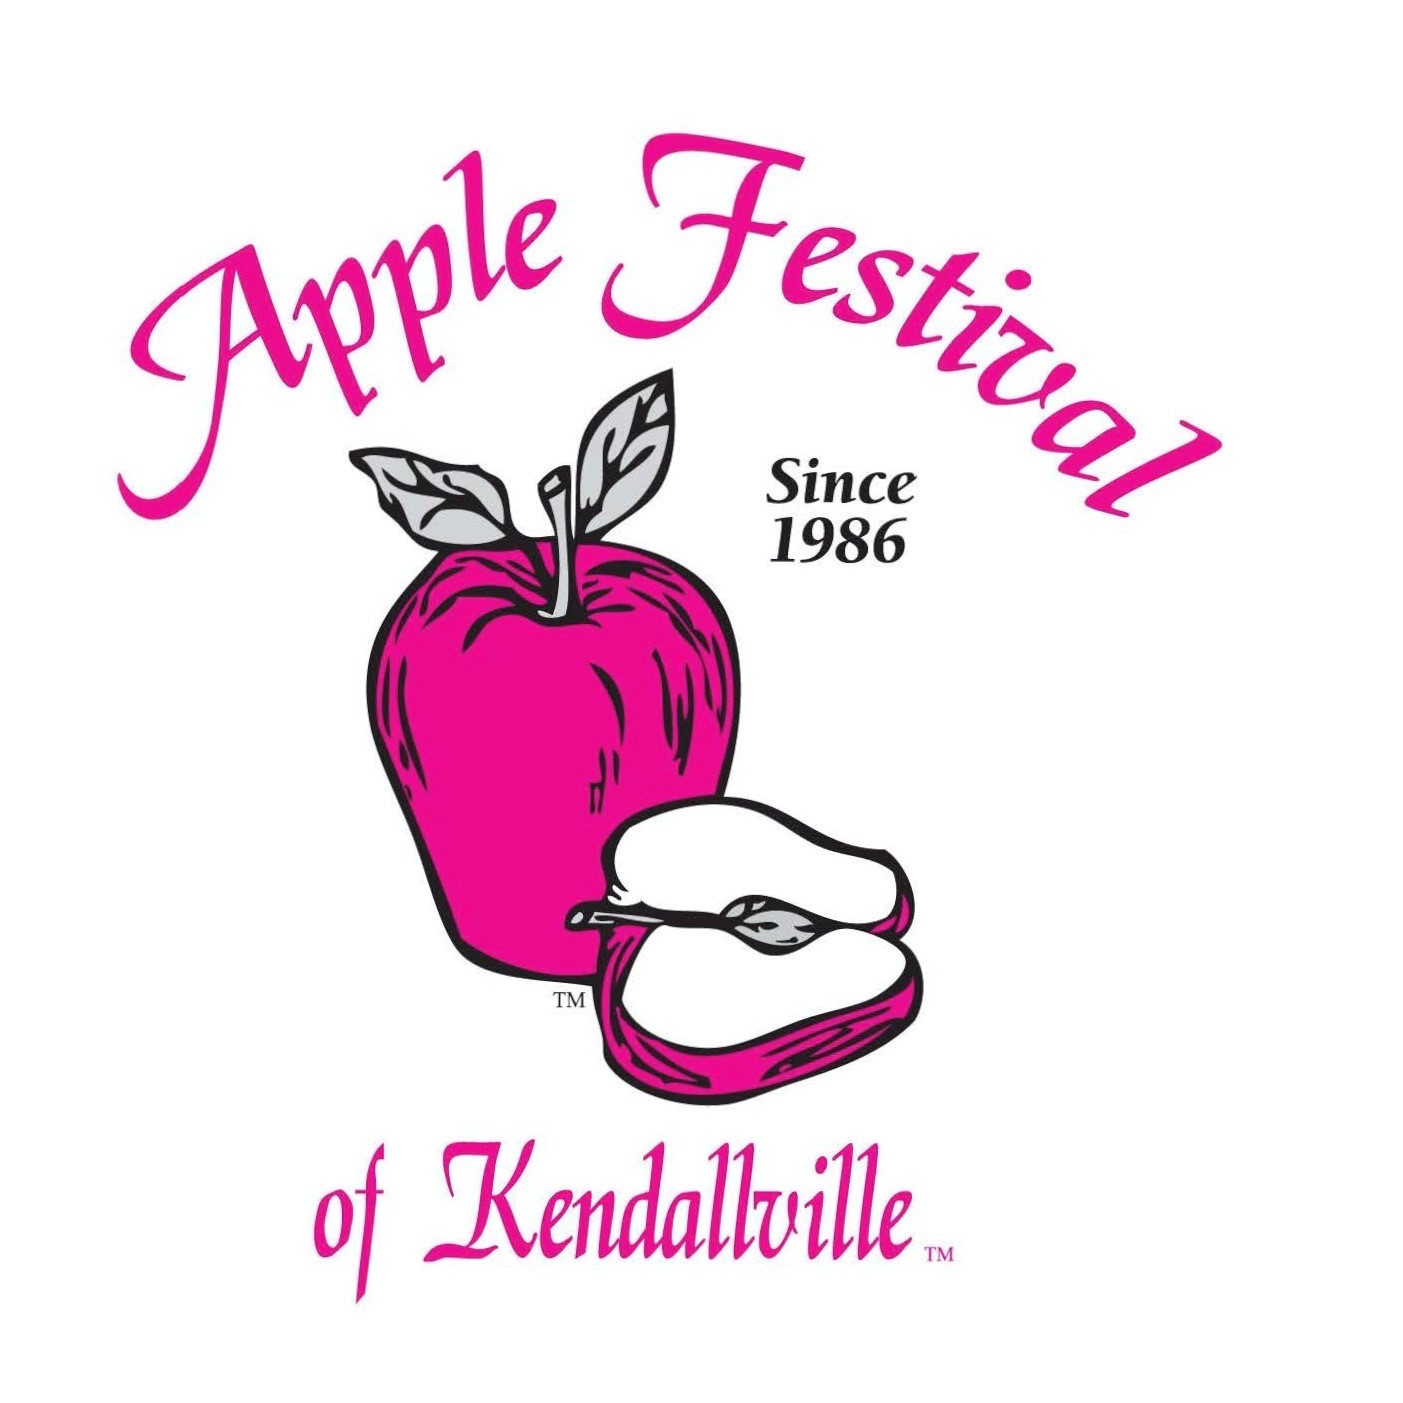 Apple Festival
Since
1986
TM
of Kendallville TM